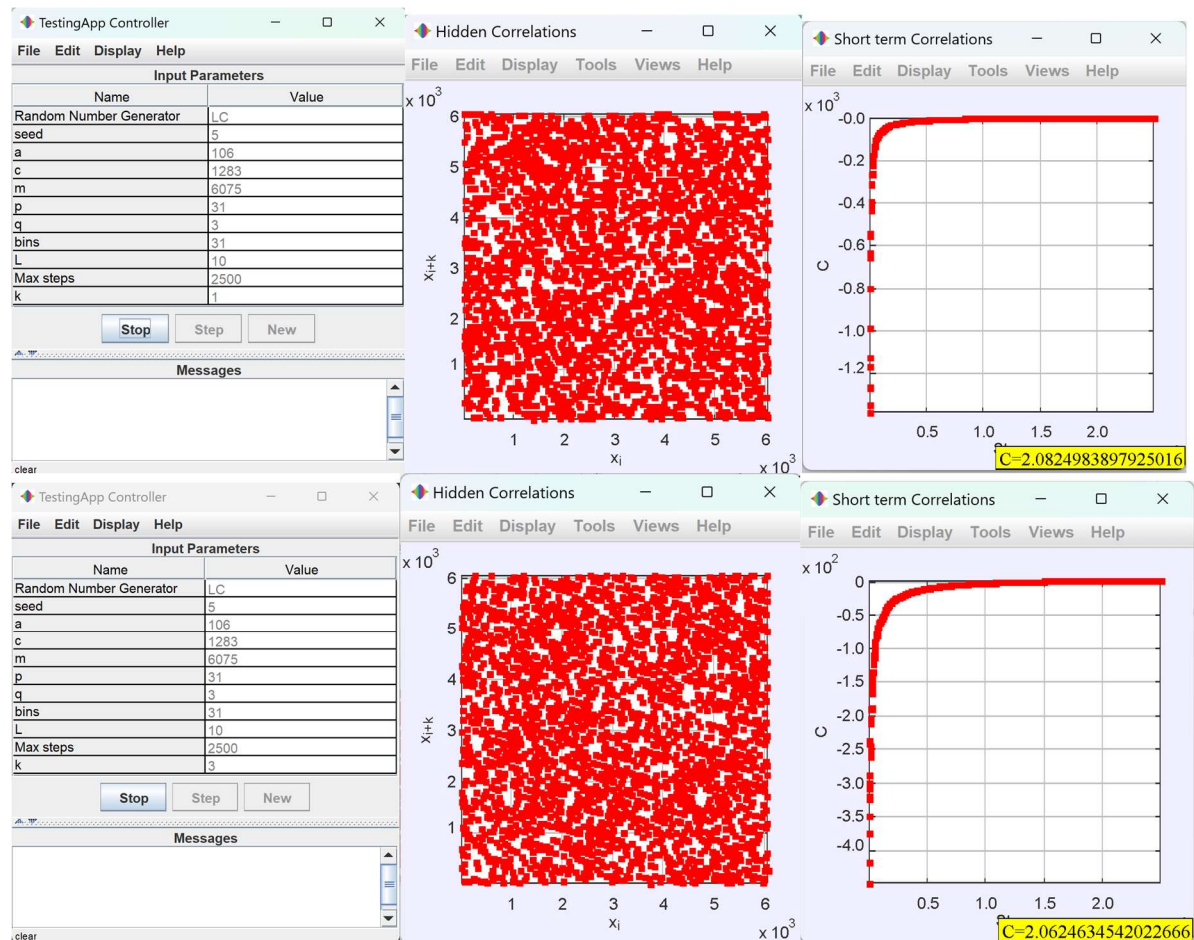 TestingApp Controller
File Edit Display Help
Input Parameters
Name Value
Random Number Generator LC
seed 5
a 106
c 1283
m 6075
p 31
q 3
bins 31
L 10
Max steps 2500
k 1
Stop Step New
Messages
clear
Hidden Correlations
File Edit Display Tools Views Help
x 10^3
6
5
4
3
2
1
x_{i+k}
1 2 3 4 5 6
x_i
x 10^3
Short term Correlations
File Edit Display Tools Views Help
x 10^3
-0.0
-0.2
-0.4
-0.6
-0.8
-1.0
-1.2
C
0.5 1.0 1.5 2.0
C=2.0824983897925016
TestingApp Controller
File Edit Display Help
Input Parameters
Name Value
Random Number Generator LC
seed 5
a 106
c 1283
m 6075
p 31
q 3
bins 31
L 10
Max steps 2500
k 3
Stop Step New
Messages
clear
Hidden Correlations
File Edit Display Tools Views Help
x 10^3
6
5
4
3
2
1
x_{i+k}
1 2 3 4 5 6
x_i
x 10^3
Short term Correlations
File Edit Display Tools Views Help
x 10^2
0
-0.5
-1.0
-1.5
-2.0
-2.5
-3.0
-3.5
-4.0
C
0.5 1.0 1.5 2.0
C=2.0624634542022666